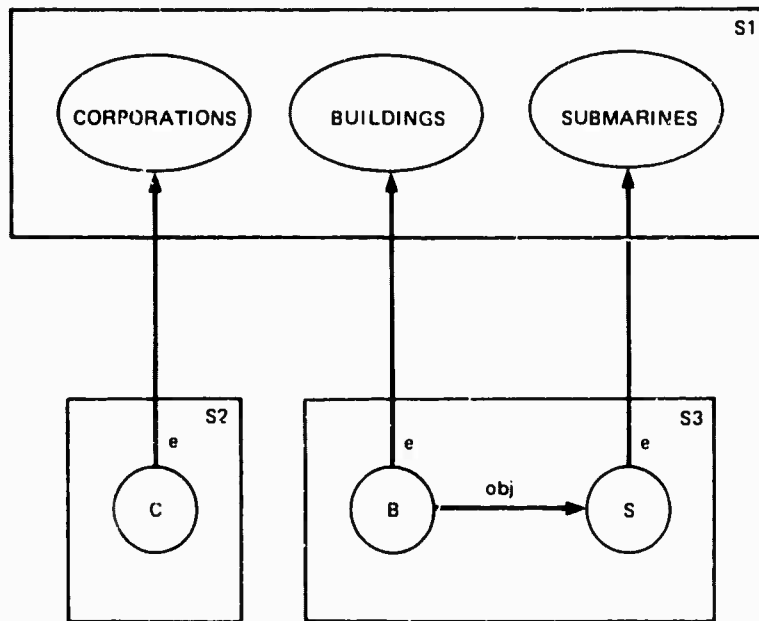 S1
CORPORATIONS
BUILDINGS
SUBMARINES
S2
S3
e
e
e
obj
C
B
S